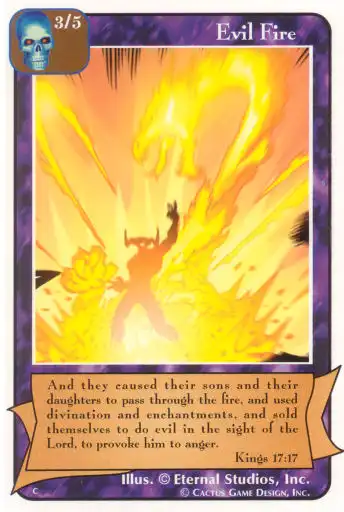 3/5
Evil Fire
And they caused their sons and their
daughters to pass through the fire, and used
divination and enchantments, and sold
themselves to do evil in the sight of the
Lord, to provoke him to anger.
Kings 17:17
Illus. © Eternal Studios, Inc.
C
© Cactus Game Design, Inc.